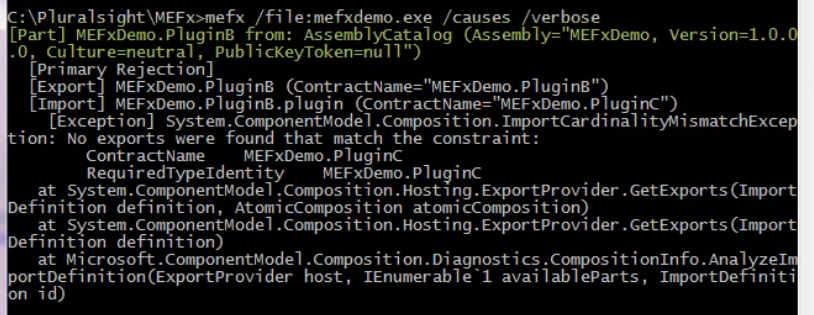 C:\Pluralsight\MEFx>mefx /file:mefxdemo.exe /causes /verbose
[Part] MEFxDemo.PluginB from: AssemblyCatalog (Assembly="MEFxDemo, Version=1.0.0
.0, Culture=neutral, PublicKeyToken=null")
  [Primary Rejection]
  [Export] MEFxDemo.PluginB (ContractName="MEFxDemo.PluginB")
  [Import] MEFxDemo.PluginB.plugin (ContractName="MEFxDemo.PluginC")
    [Exception] System.ComponentModel.Composition.ImportCardinalityMismatchExcep
tion: No exports were found that match the constraint:
        ContractName    MEFxDemo.PluginC
        RequiredTypeIdentity    MEFxDemo.PluginC
   at System.ComponentModel.Composition.Hosting.ExportProvider.GetExports(Import
Definition definition, AtomicComposition atomicComposition)
   at System.ComponentModel.Composition.Hosting.ExportProvider.GetExports(Import
Definition definition)
   at Microsoft.ComponentModel.Composition.Diagnostics.CompositionInfo.AnalyzeIm
portDefinition(ExportProvider host, IEnumerable`1 availableParts, ImportDefiniti
on id)